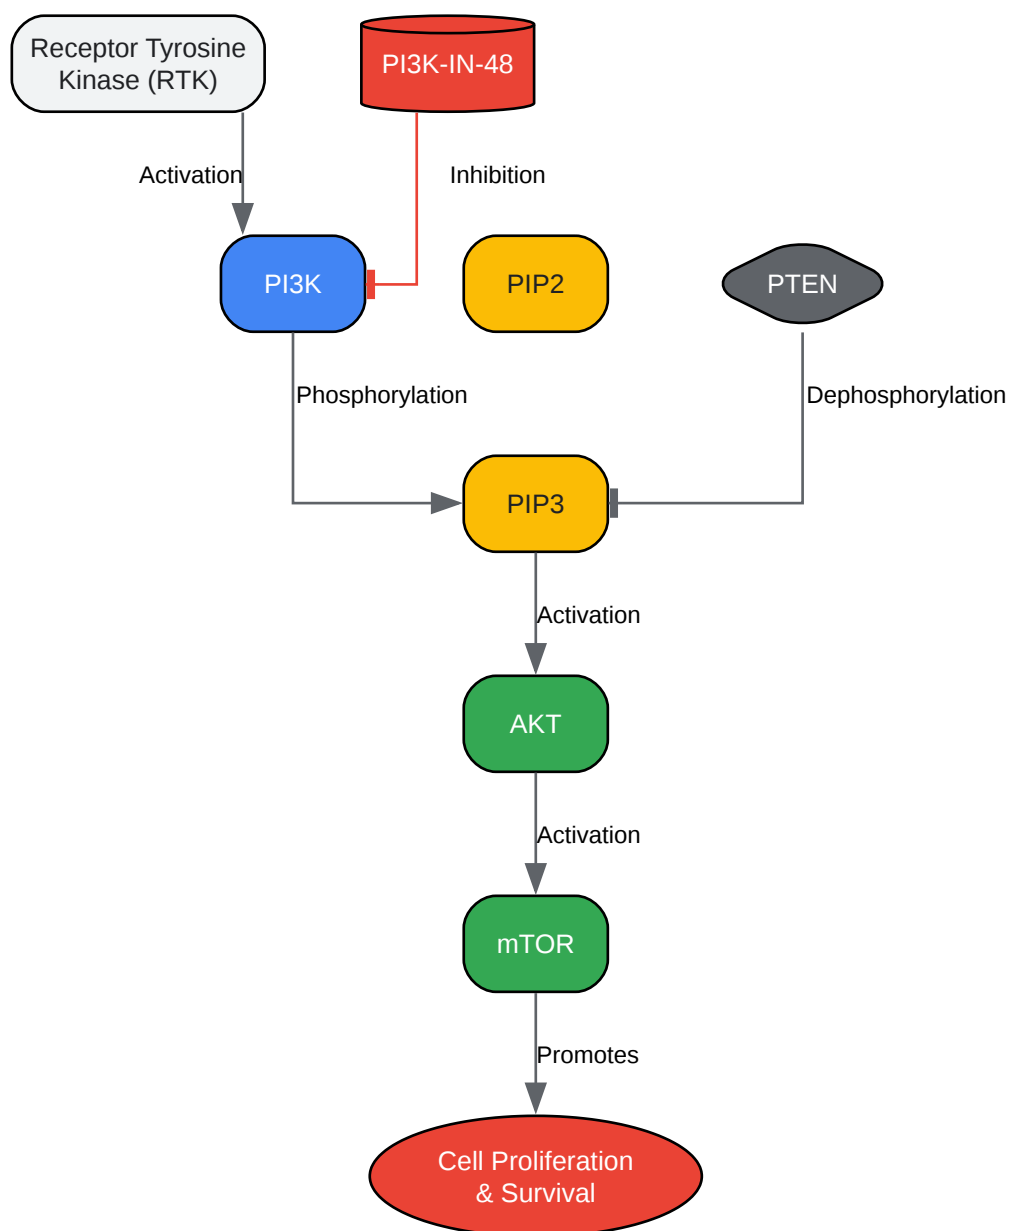 Receptor Tyrosine
Kinase (RTK)
PI3K-IN-48
Activation
Inhibition
PI3K
PIP2
PTEN
Phosphorylation
Dephosphorylation
PIP3
Activation
AKT
Activation
mTOR
Promotes
Cell Proliferation
& Survival